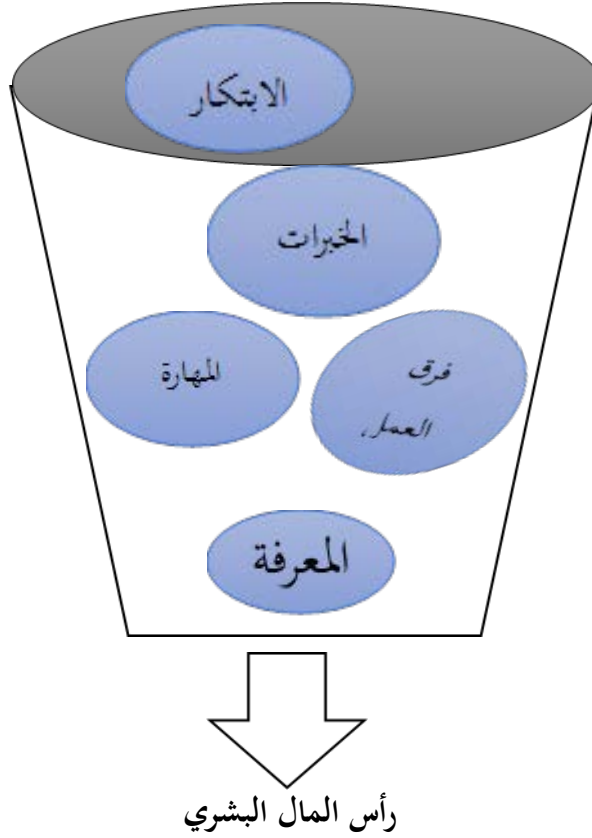 الابتكار
الخبرات
المهارة
فرق
العمل
المعرفة
رأس المال البشري